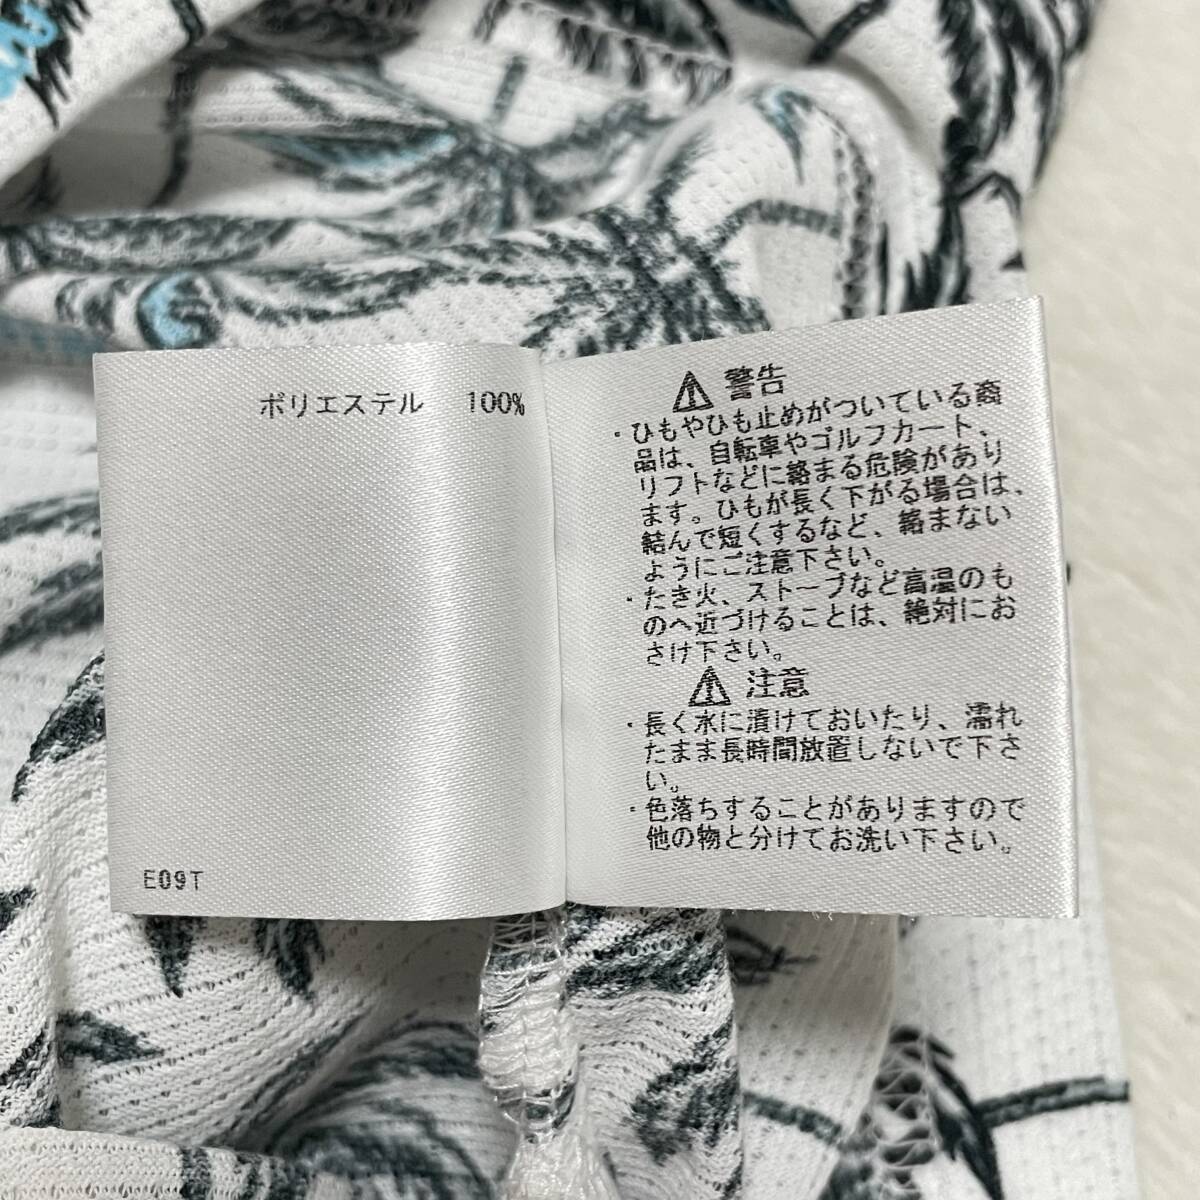 ポリエステル 100%
E09T
⚠ 警告
・ひもやひも止めがついている商
品は、自転車やゴルフカート、
リフトなどに絡まる危険があり
ます。ひもが長く下がる場合は、
結んで短くするなど、絡まない
ようにご注意下さい。
・たき火、ストーブなど高温のも
のへ近づけることは、絶対にお
さけ下さい。
⚠ 注意
・長く水に漬けておいたり、濡れ
たまま長時間放置しないで下さ
い。
・色落ちすることがありますので
他の物と分けてお洗い下さい。